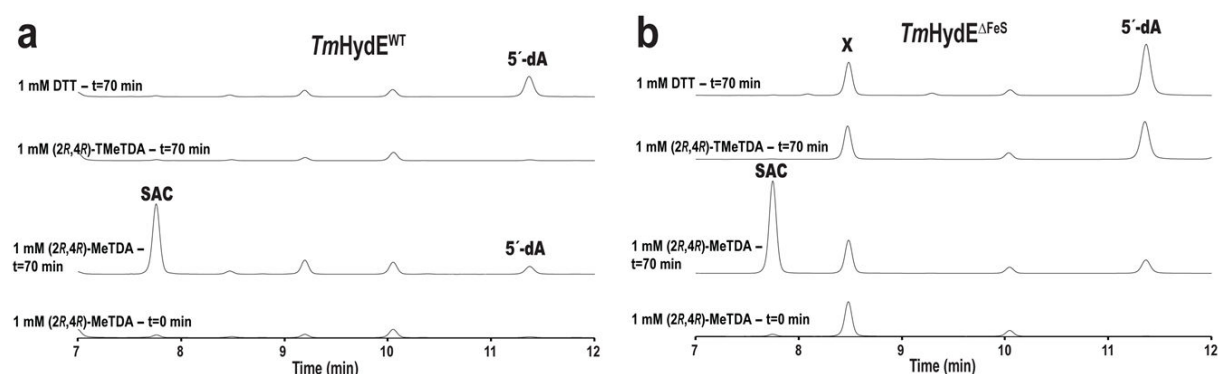 a
TmHydEWT
5´-dA
1 mM DTT – t=70 min
1 mM (2R,4R)-TMeTDA – t=70 min
SAC
1 mM (2R,4R)-MeTDA –
t=70 min
5´-dA
1 mM (2R,4R)-MeTDA – t=0 min
7 8 9 10 11 12
Time (min)
b
TmHydEΔFeS
X
5´-dA
1 mM DTT – t=70 min
1 mM (2R,4R)-TMeTDA – t=70 min
SAC
1 mM (2R,4R)-MeTDA –
t=70 min
1 mM (2R,4R)-MeTDA – t=0 min
7 8 9 10 11 12
Time (min)